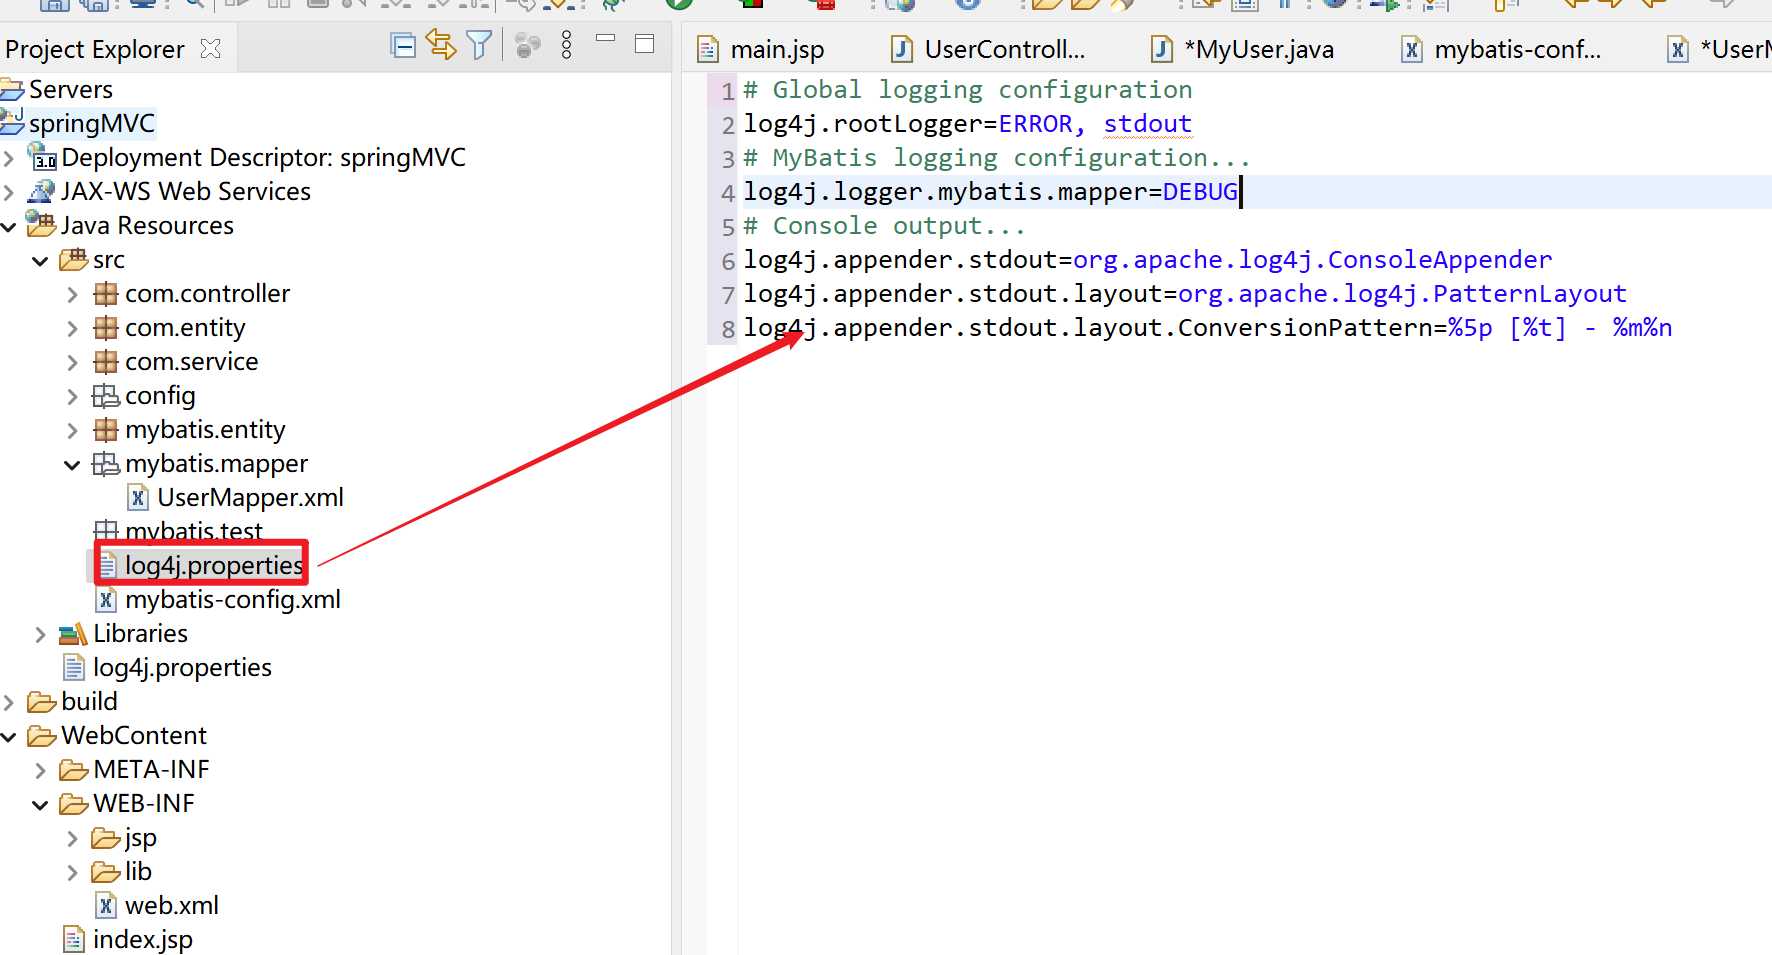 Project Explorer
main.jsp
UserControll...
*MyUser.java
mybatis-conf...
*UserM
Servers
springMVC
3.0 Deployment Descriptor: springMVC
JAX-WS Web Services
Java Resources
src
com.controller
com.entity
com.service
config
mybatis.entity
mybatis.mapper
UserMapper.xml
mybatis.test
log4j.properties
mybatis-config.xml
Libraries
log4j.properties
build
WebContent
META-INF
WEB-INF
jsp
lib
web.xml
index.jsp
1 # Global logging configuration
2 log4j.rootLogger=ERROR, stdout
3 # MyBatis logging configuration...
4 log4j.logger.mybatis.mapper=DEBUG
5 # Console output...
6 log4j.appender.stdout=org.apache.log4j.ConsoleAppender
7 log4j.appender.stdout.layout=org.apache.log4j.PatternLayout
8 log4j.appender.stdout.layout.ConversionPattern=%5p [%t] - %m%n